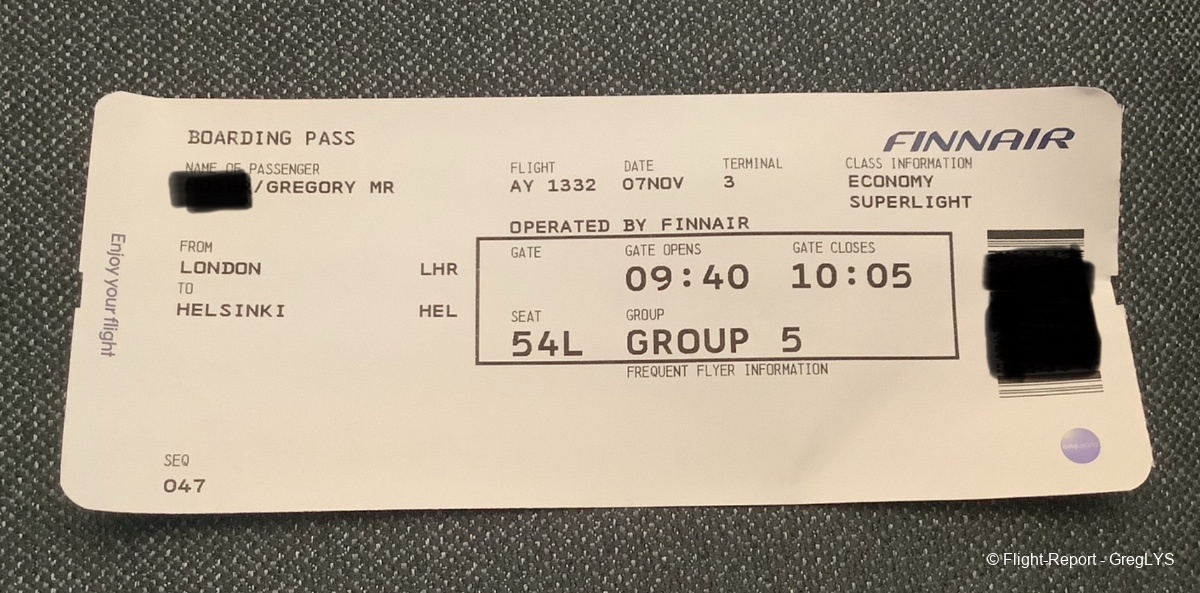 BOARDING PASS
FINNAIR
NAME OF PASSENGER
/GREGORY MR
FLIGHT DATE TERMINAL CLASS INFORMATION
AY 1332 07NOV 3 ECONOMY
SUPERLIGHT
OPERATED BY FINNAIR
FROM
LONDON LHR
TO
HELSINKI HEL
GATE GATE OPENS GATE CLOSES
09:40 10:05
SEAT GROUP
54L GROUP 5
FREQUENT FLYER INFORMATION
SEQ
047
Enjoy your flight
© Flight-Report - GregLYS